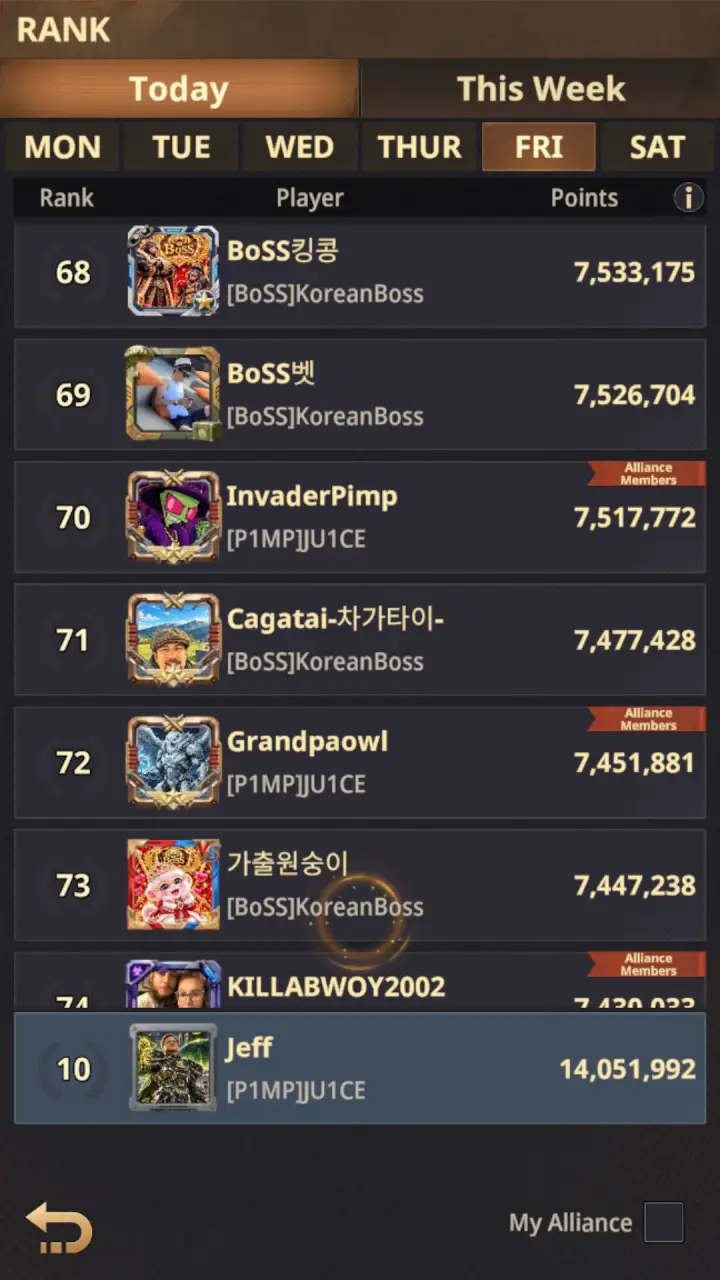 RANK
Today
This Week
MON TUE WED THUR FRI SAT
Rank Player Points
68 BoSS킹콩 7,533,175
[BoSS]KoreanBoss
69 BoSS벳 7,526,704
[BoSS]KoreanBoss
Alliance Members
70 InvaderPimp 7,517,772
[P1MP]JU1CE
71 Cagatai-차가타이- 7,477,428
[BoSS]KoreanBoss
Alliance Members
72 Grandpaowl 7,451,881
[P1MP]JU1CE
73 가출원숭이 7,447,238
[BoSS]KoreanBoss
Alliance Members
74 KILLABWOY2002 7,430,033
10 Jeff 14,051,992
[P1MP]JU1CE
My Alliance